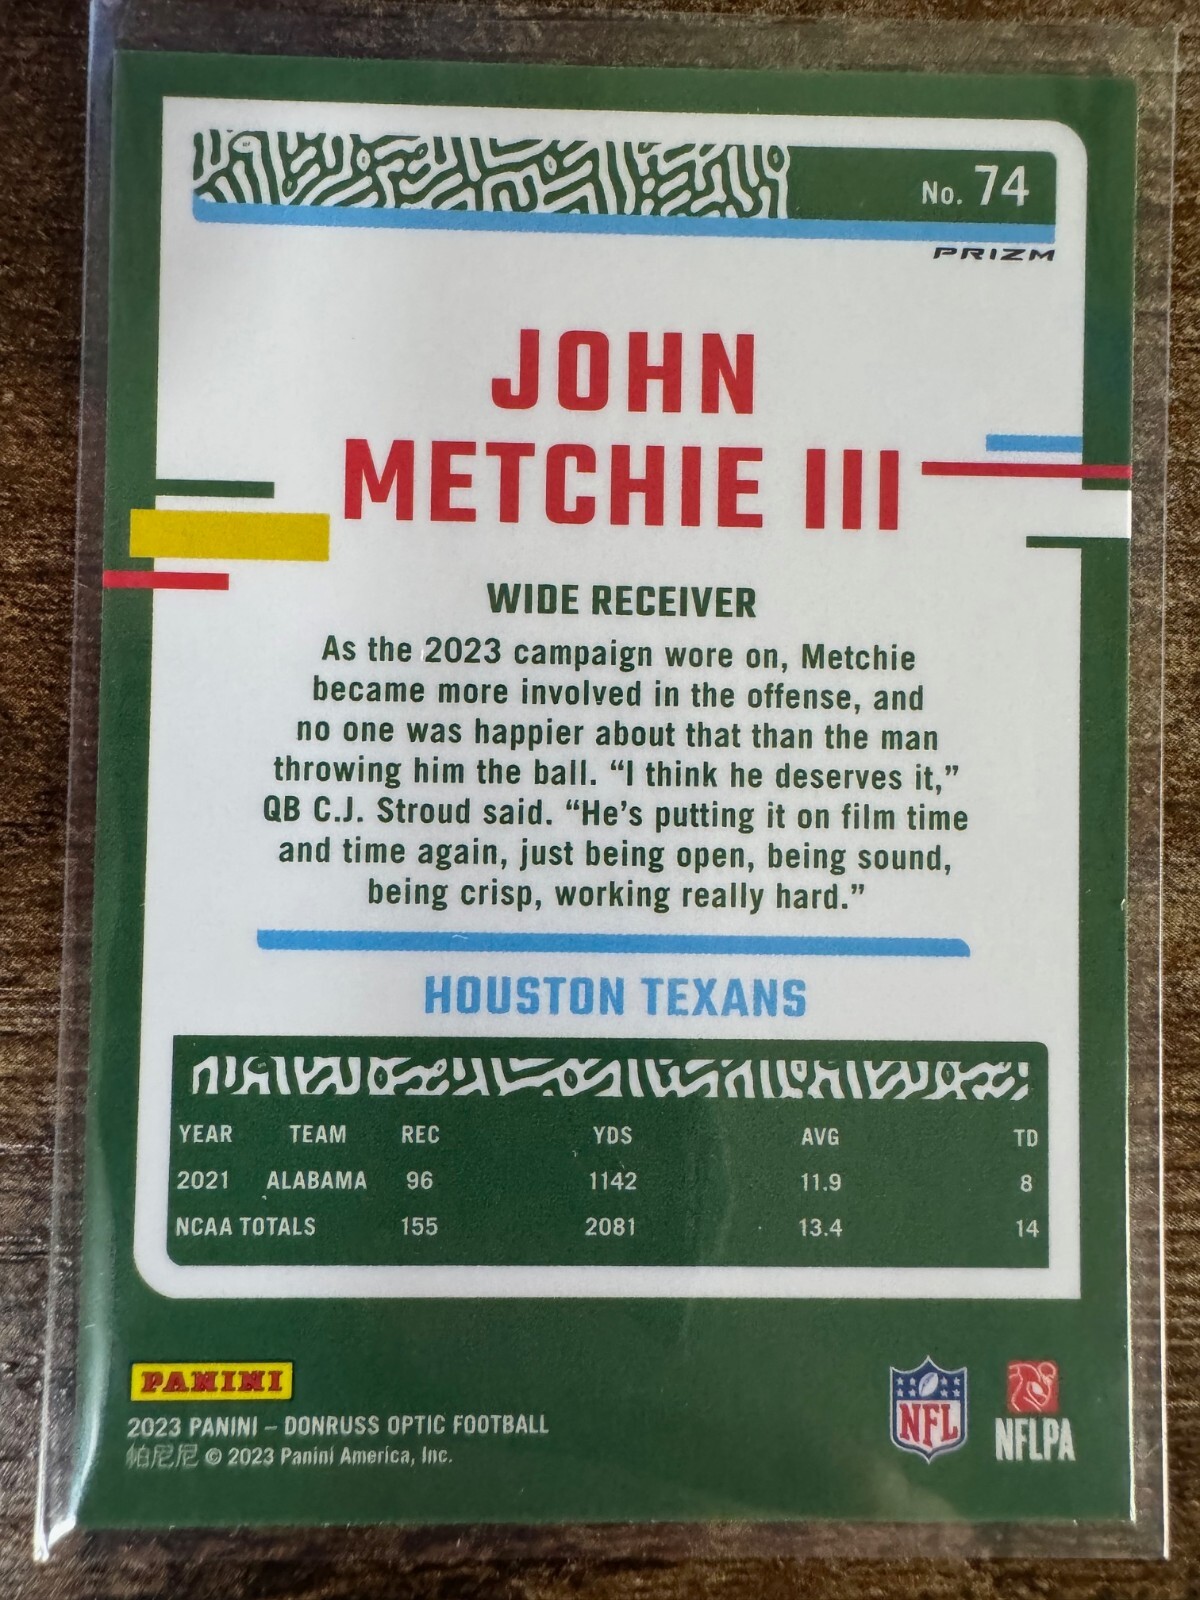 No. 74
PRIZM
JOHN
METCHIE III
WIDE RECEIVER
As the 2023 campaign wore on, Metchie
became more involved in the offense, and
no one was happier about that than the man
throwing him the ball. “I think he deserves it,”
QB C.J. Stroud said. “He’s putting it on film time
and time again, just being open, being sound,
being crisp, working really hard.”
HOUSTON TEXANS
YEAR TEAM REC YDS AVG TD
2021 ALABAMA 96 1142 11.9 8
NCAA TOTALS 155 2081 13.4 14
PANINI
2023 PANINI – DONRUSS OPTIC FOOTBALL
帕尼尼 © 2023 Panini America, Inc.
NFL
NFLPA